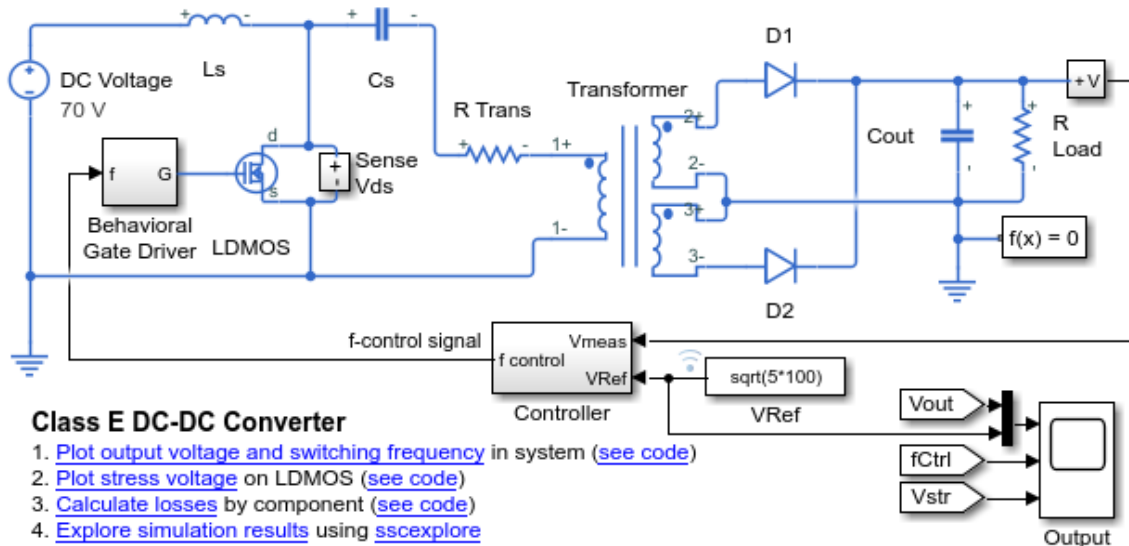 + -
Ls
+ -
Cs
D1
DC Voltage
70 V
Transformer
2+
+V
R Trans
+ -
1+
Cout
+
-
+
-
R
Load
d
f G
s
+
-
Sense
Vds
2-
3+
Behavioral
Gate Driver
LDMOS
1-
3-
f(x) = 0
D2
f-control signal
Vmeas
f control
VRef
Controller
sqrt(5*100)
VRef
Vout
fCtrl
Vstr
Output
Class E DC-DC Converter
1. Plot output voltage and switching frequency in system (see code)
2. Plot stress voltage on LDMOS (see code)
3. Calculate losses by component (see code)
4. Explore simulation results using sscexplore